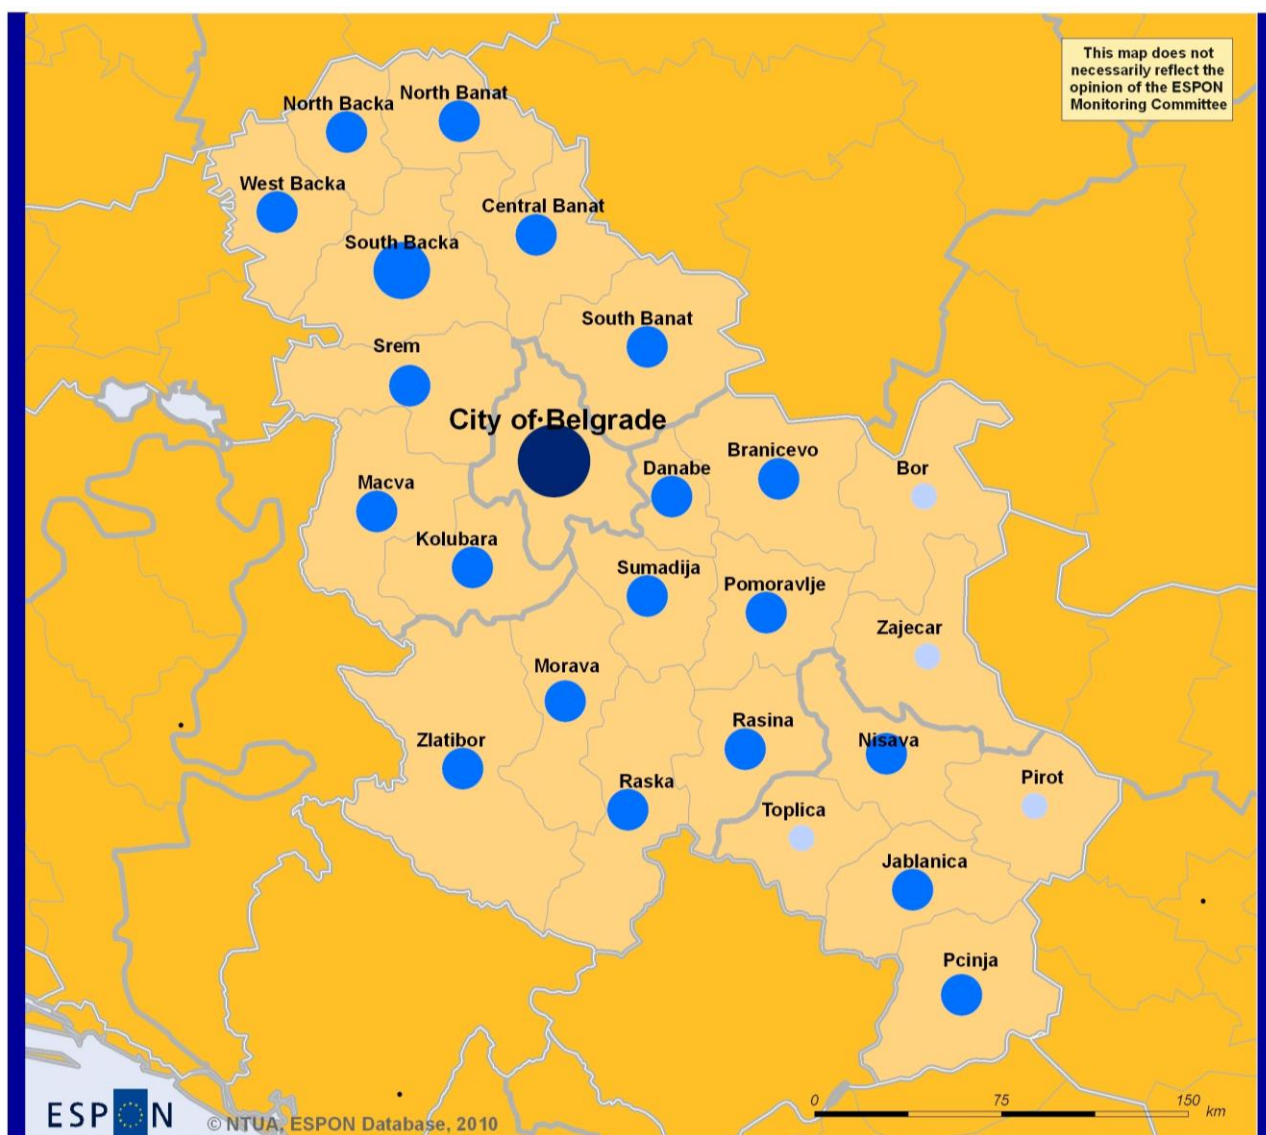 This map does not
necessarily reflect the
opinion of the ESPON
Monitoring Committee
North Backa
North Banat
West Backa
Central Banat
South Backa
South Banat
Srem
City of·Belgrade
Branicevo
Danabe
Bor
Macva
Kolubara
Sumadija
Pomoravlje
Zajecar
Morava
Rasina
Zlatibor
Nisava
Raska
Pirot
Toplica
Jablanica
Pcinja
ESPON
© NTUA, ESPON Database, 2010
0 75 150
km